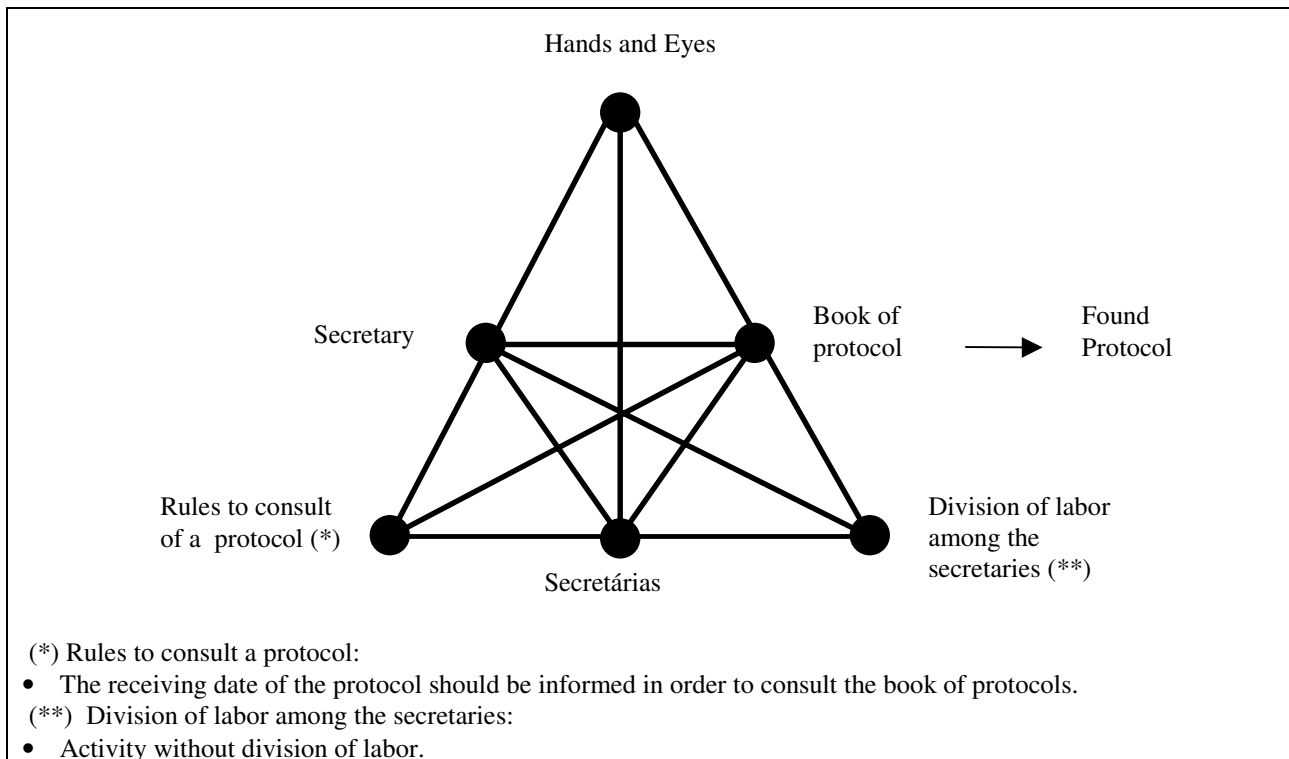 Hands and Eyes
Secretary
Book of
protocol
Found
Protocol
Rules to consult
of a protocol (*)
Secretárias
Division of labor
among the
secretaries (**)
(*) Rules to consult a protocol:
• The receiving date of the protocol should be informed in order to consult the book of protocols.
(**) Division of labor among the secretaries:
• Activity without division of labor.